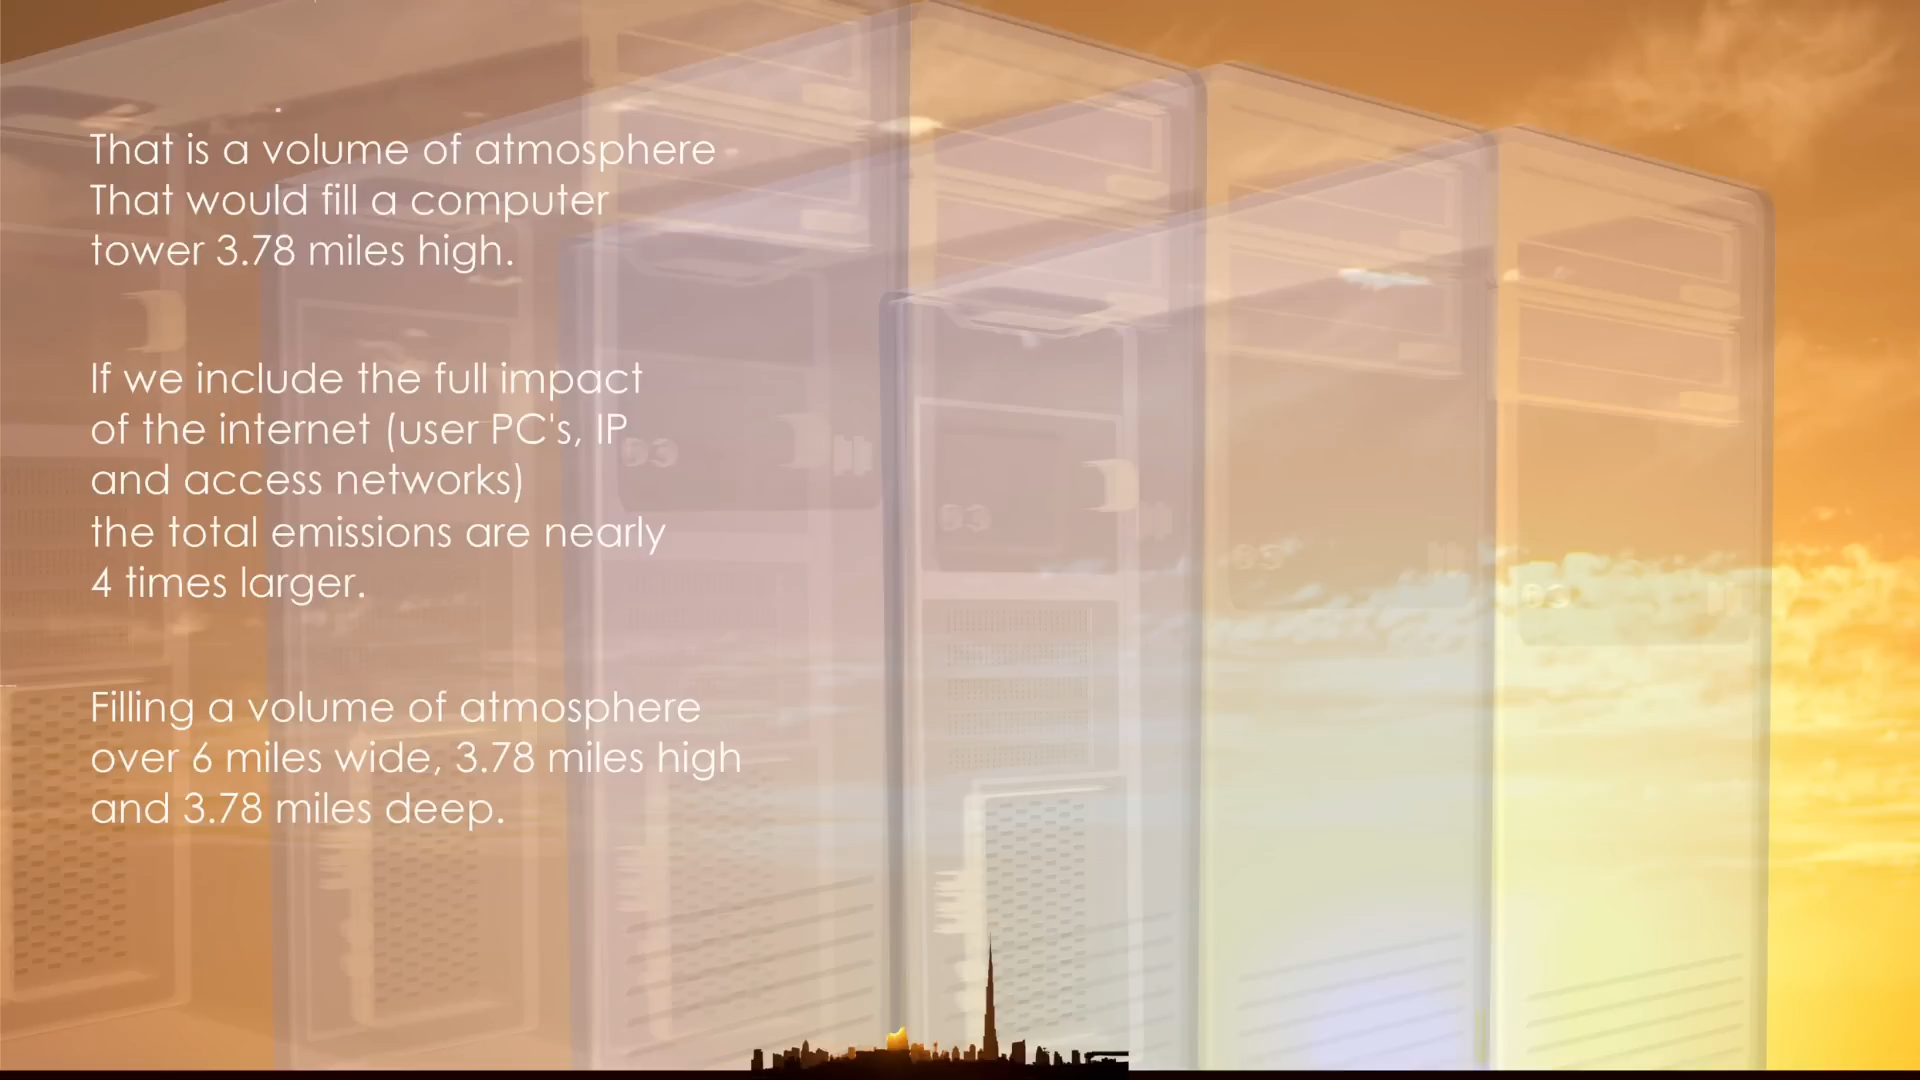 That is a volume of atmosphere
That would fill a computer
tower 3.78 miles high.
If we include the full impact
of the internet (user PC's, IP
and access networks)
the total emissions are nearly
4 times larger.
Filling a volume of atmosphere
over 6 miles wide, 3.78 miles high
and 3.78 miles deep.